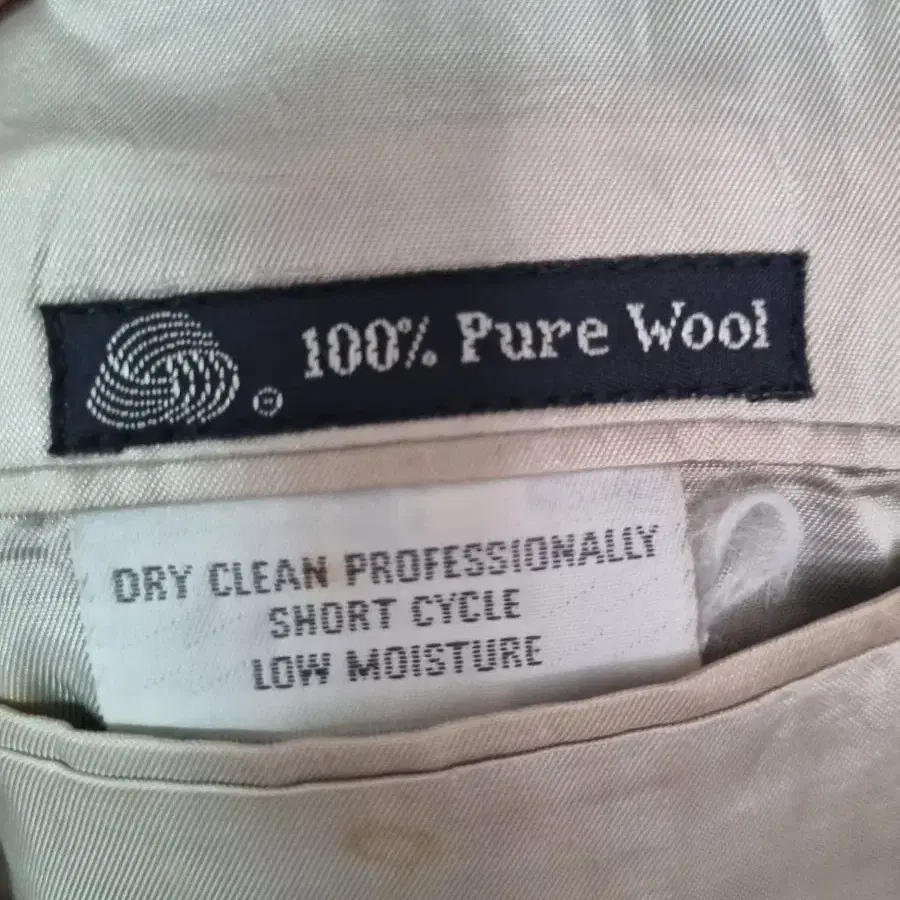 100% Pure Wool
DRY CLEAN PROFESSIONALLY
SHORT CYCLE
LOW MOISTURE